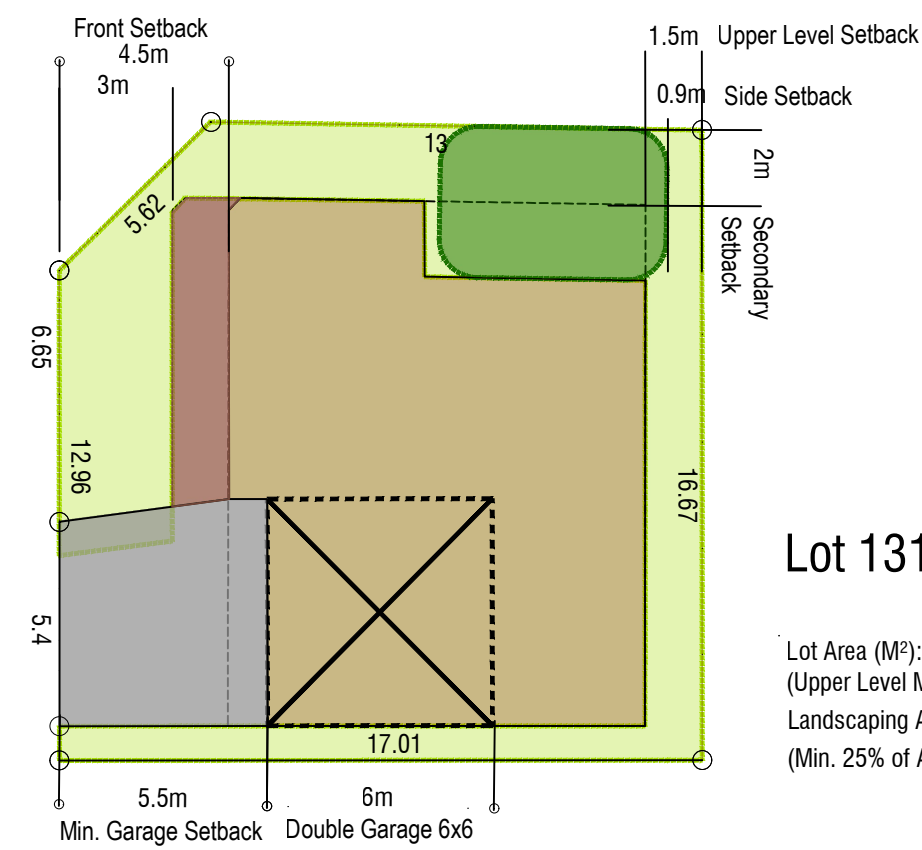 Front Setback
4.5m
3m
1.5m Upper Level Setback
0.9m Side Setback
13
2m
Secondary
Setback
5.62
6.65
12.96
16.67
5.4
17.01
5.5m
6m
Min. Garage Setback
Double Garage 6x6
Lot 131
Lot Area (M²):
(Upper Level
Landscaping
(Min. 25% of